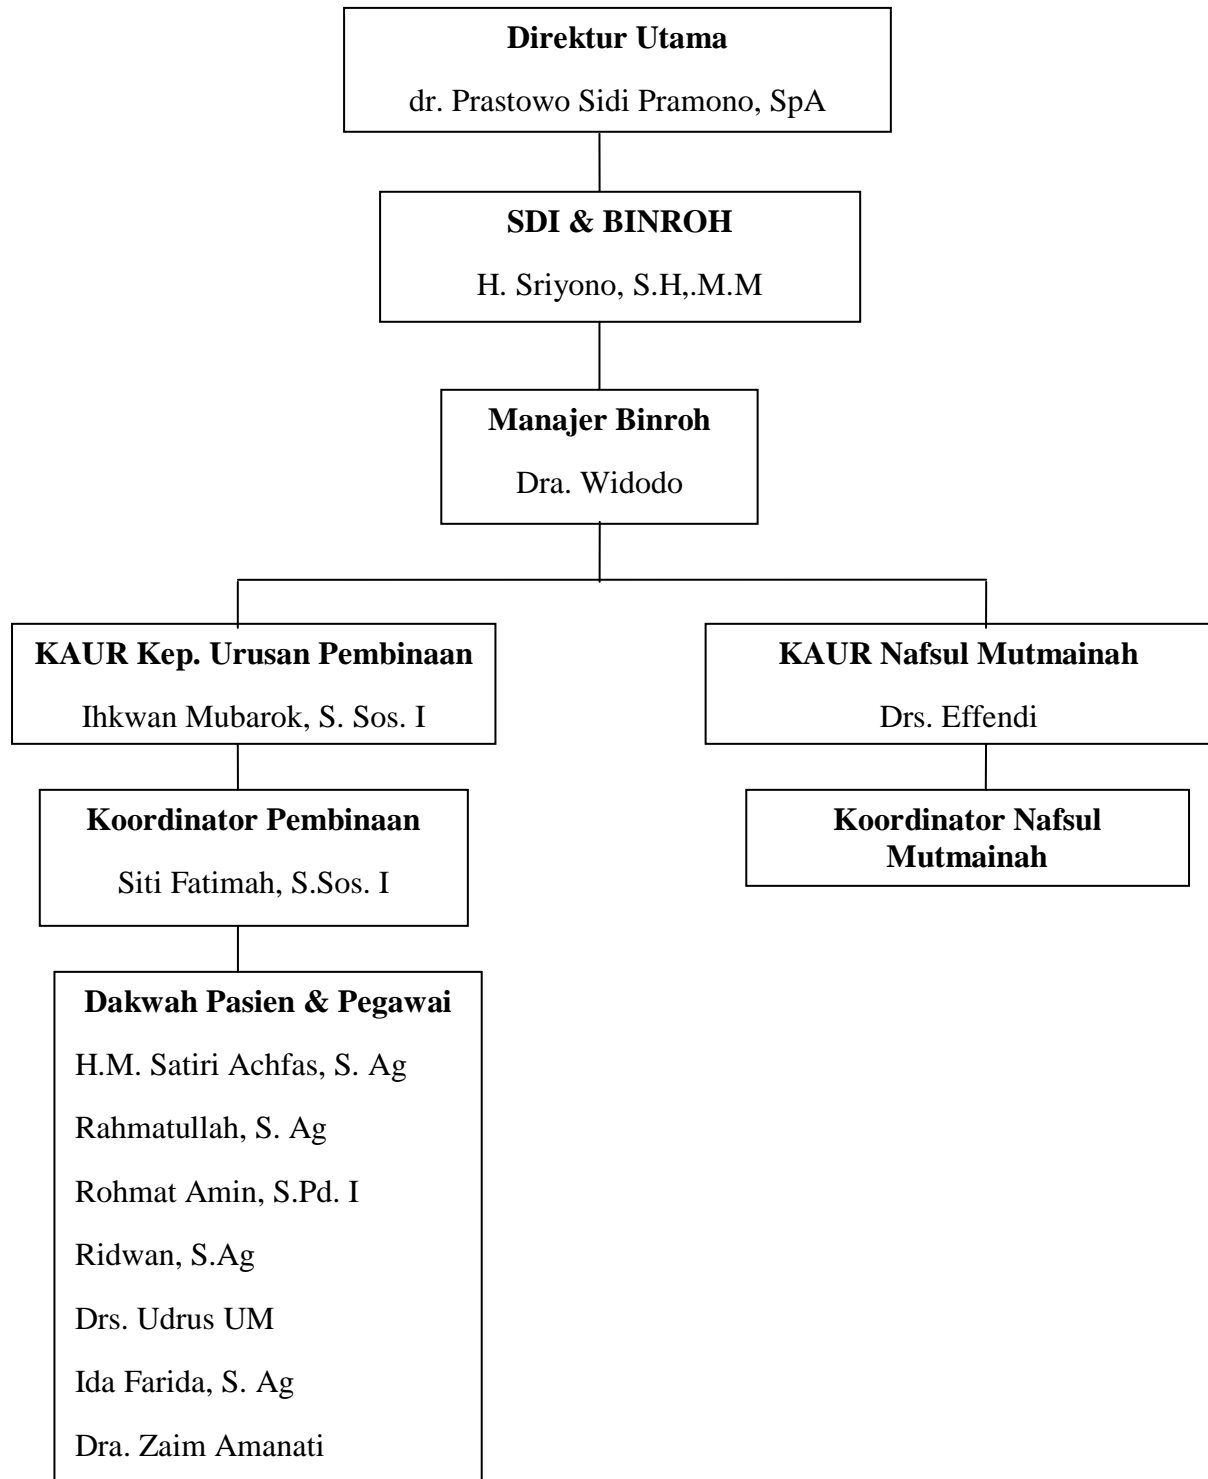 Direktur Utama
dr. Prastowo Sidi Pramono, SpA
SDI & BINROH
H. Sriyono, S.H,.M.M
Manajer Binroh
Dra. Widodo
KAUR Kep. Urusan Pembinaan
Ihkwan Mubarok, S. Sos. I
KAUR Nafsul Mutmainah
Drs. Effendi
Koordinator Pembinaan
Siti Fatimah, S.Sos. I
Koordinator Nafsul
Mutmainah
Dakwah Pasien & Pegawai
H.M. Satiri Achfas, S. Ag
Rahmatullah, S. Ag
Rohmat Amin, S.Pd. I
Ridwan, S.Ag
Drs. Udrus UM
Ida Farida, S. Ag
Dra. Zaim Amanati